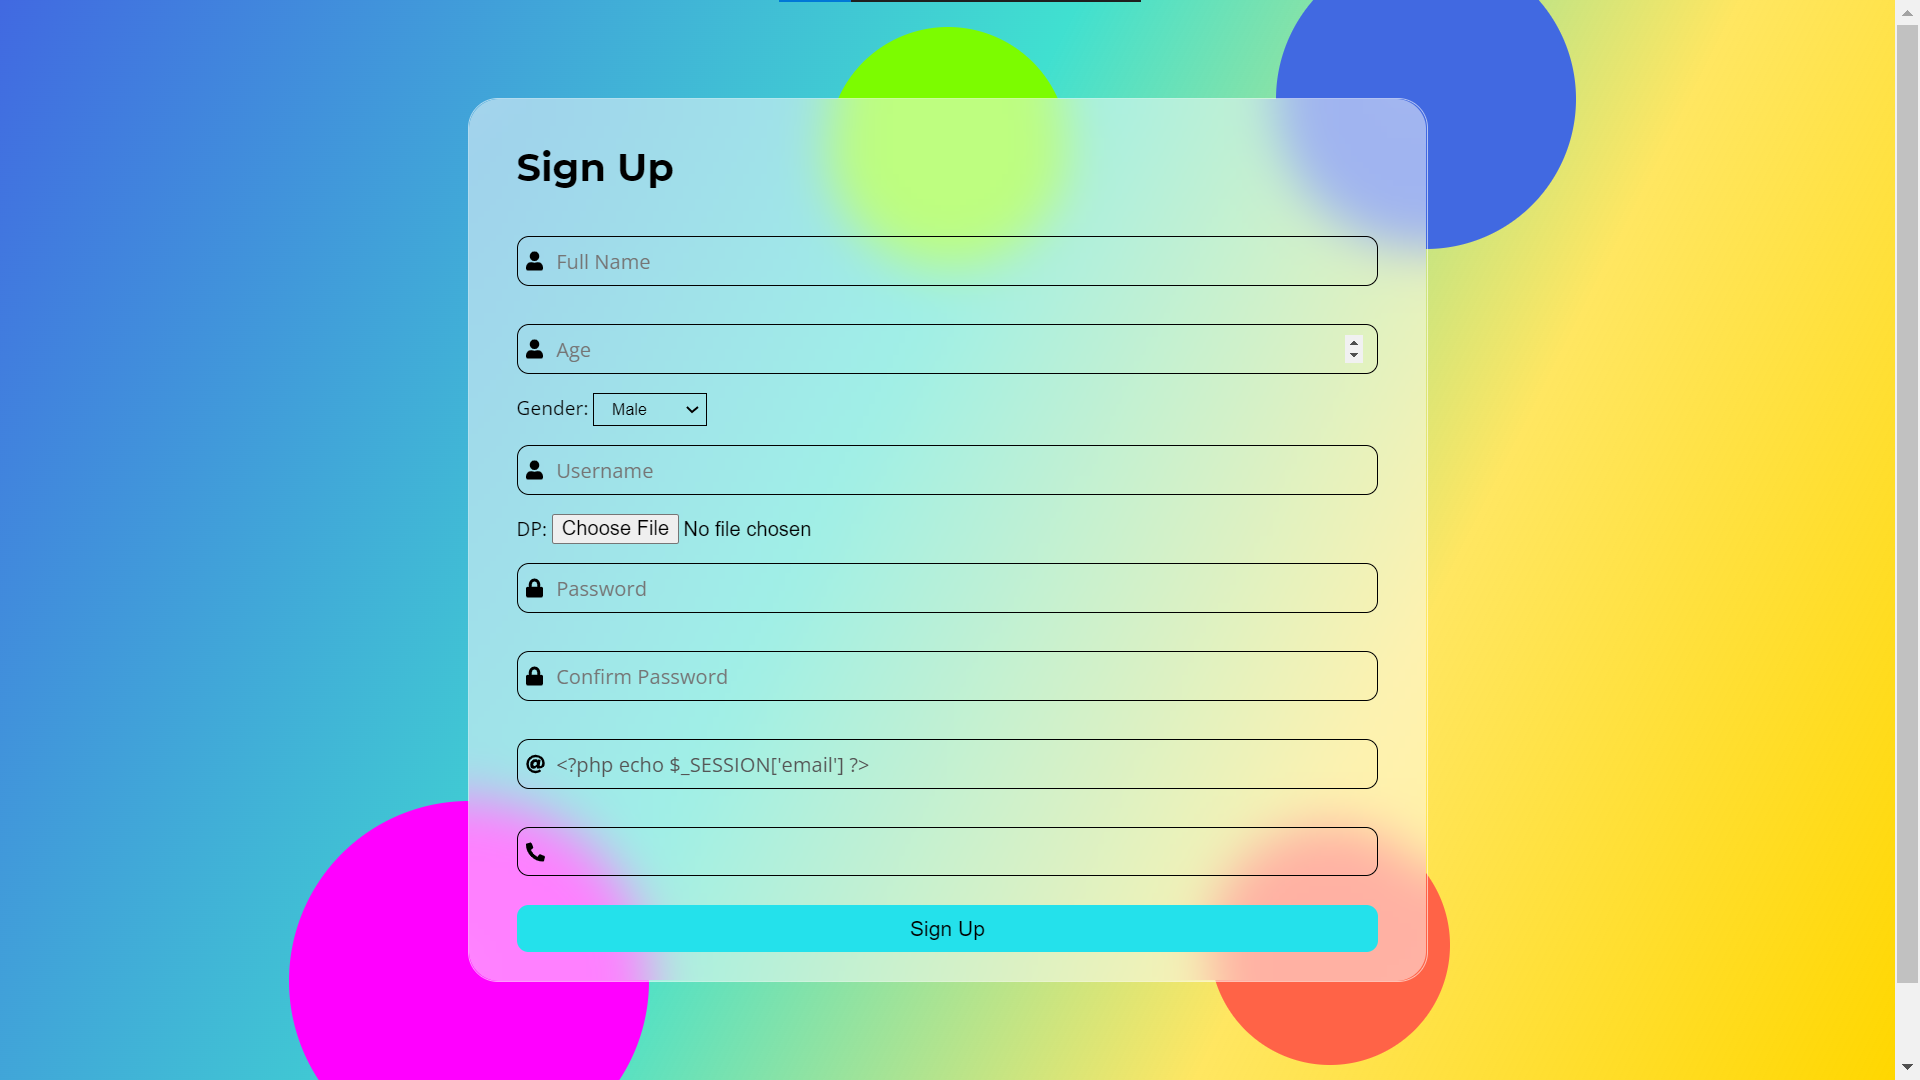 Sign Up
Full Name
Age
Gender: Male
Username
DP: Choose File No file chosen
Password
Confirm Password
<?php echo $_SESSION['email'] ?>
Sign Up